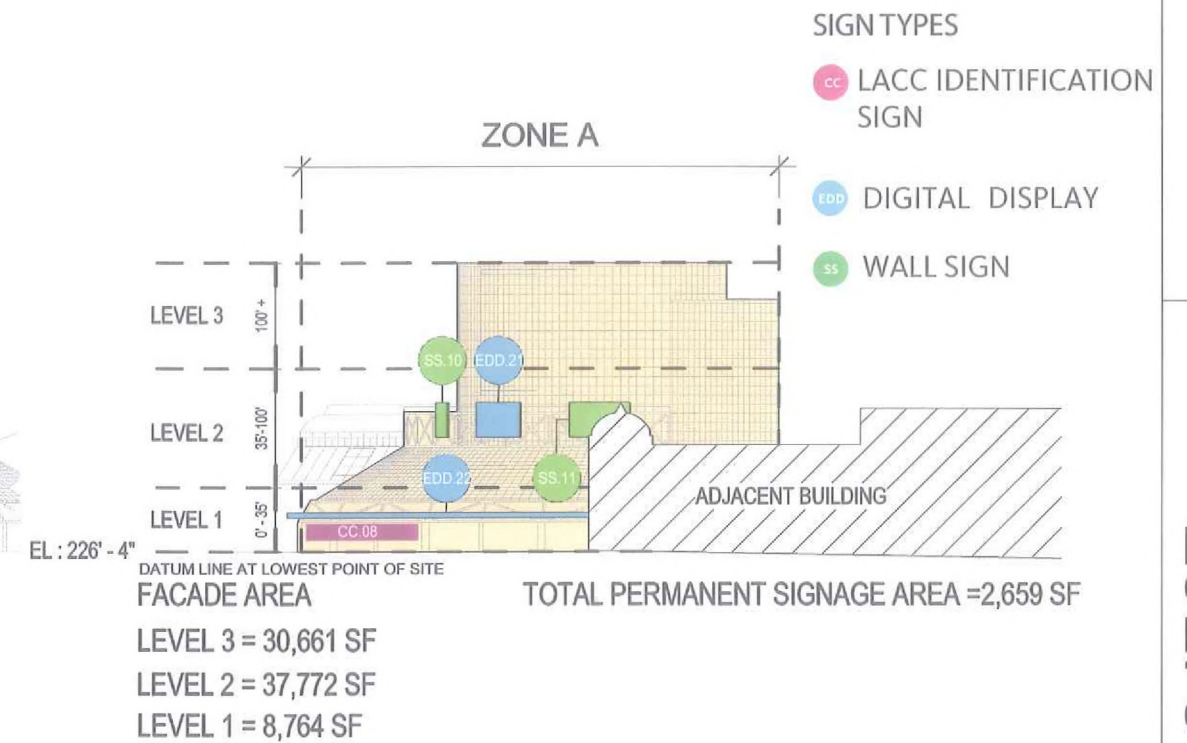 SIGN TYPES
CC LACC IDENTIFICATION
SIGN
ZONE A
EDD DIGITAL DISPLAY
SS WALL SIGN
LEVEL 3 100' +
SS.10 EDD.21
LEVEL 2 35'-100'
EDD.22 SS.11
ADJACENT BUILDING
LEVEL 1 0' - 35'
CC.08
EL : 226' - 4"
DATUM LINE AT LOWEST POINT OF SITE
FACADE AREA
TOTAL PERMANENT SIGNAGE AREA =2,659 SF
LEVEL 3 = 30,661 SF
LEVEL 2 = 37,772 SF
LEVEL 1 = 8,764 SF